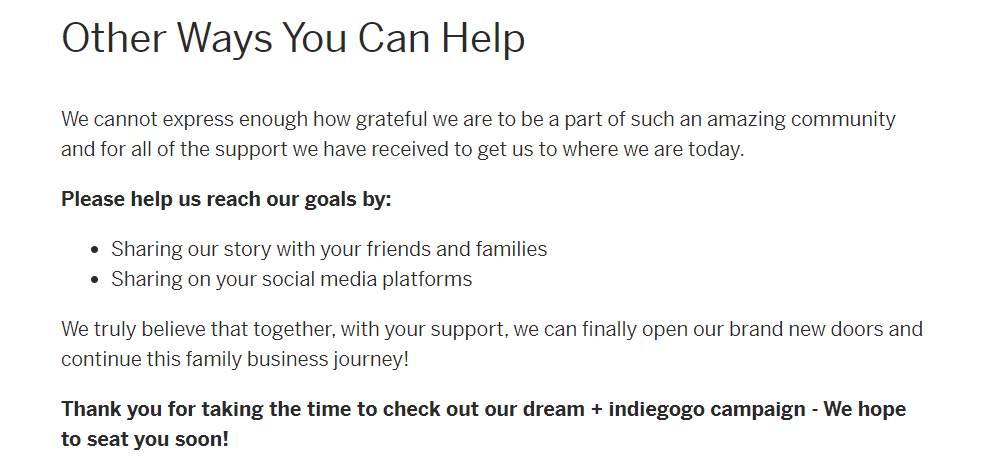 Other Ways You Can Help
We cannot express enough how grateful we are to be a part of such an amazing community
and for all of the support we have received to get us to where we are today.
Please help us reach our goals by:
• Sharing our story with your friends and families
• Sharing on your social media platforms
We truly believe that together, with your support, we can finally open our brand new doors and
continue this family business journey!
Thank you for taking the time to check out our dream + indiegogo campaign - We hope
to seat you soon!